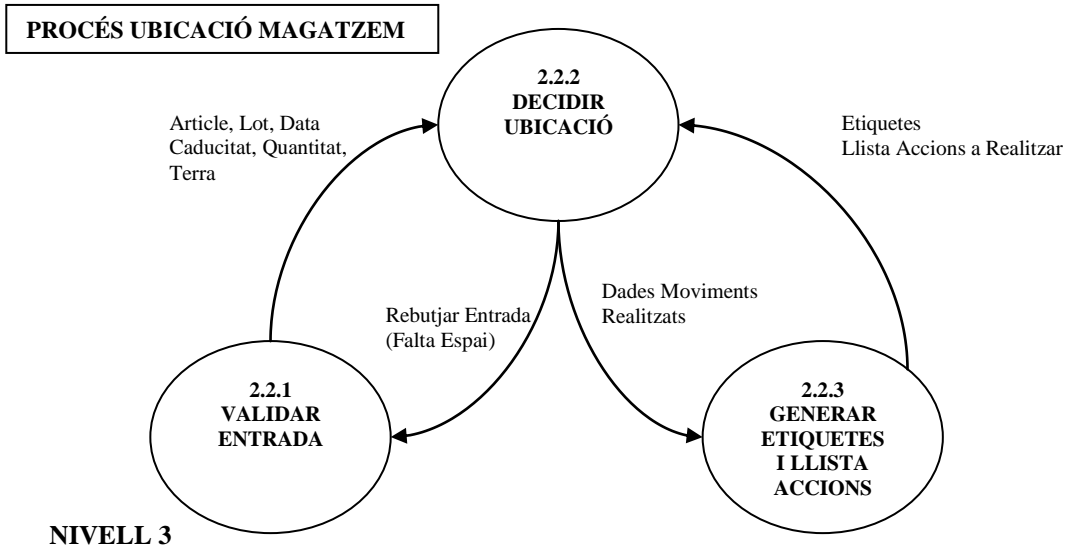 PROCÉS UBICACIÓ MAGATZEM
2.2.2
DECIDIR
UBICACIÓ
Article, Lot, Data
Caducitat, Quantitat,
Terra
Etiquetes
Llista Accions a Realitzar
Rebutjar Entrada
(Falta Espai)
Dades Moviments
Realitzats
2.2.1
VALIDAR
ENTRADA
2.2.3
GENERAR
ETIQUETES
I LLISTA
ACCIONS
NIVELL 3